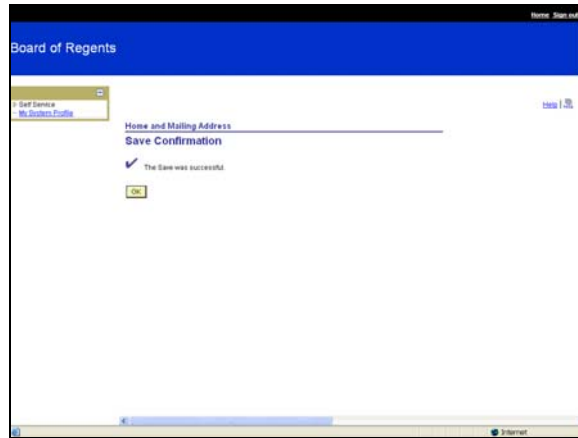 Home Sign out
Board of Regents
Self Service
My System Profile
Help
Home and Mailing Address
Save Confirmation
The Save was successful.
OK
Internet